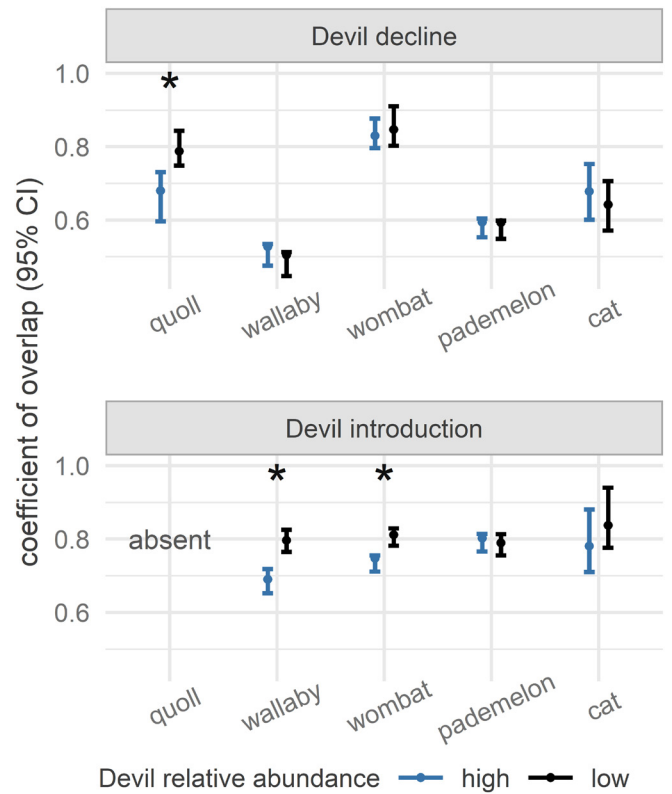 Devil decline
*
1.0
0.8
0.6
quoll wallaby wombat pademelon cat
coefficient of overlap (95% CI)
Devil introduction
* *
1.0
absent
0.8
0.6
quoll wallaby wombat pademelon cat
Devil relative abundance high low